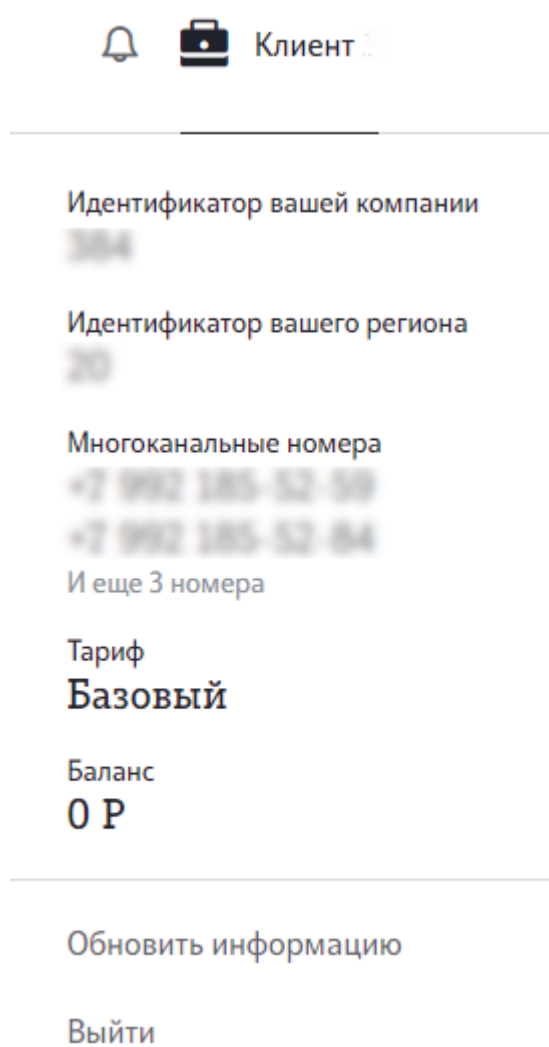 Клиент
Идентификатор вашей компании
Идентификатор вашего региона
Многоканальные номера
И еще 3 номера
Тариф
Базовый
Баланс
0 Р
Обновить информацию
Выйти